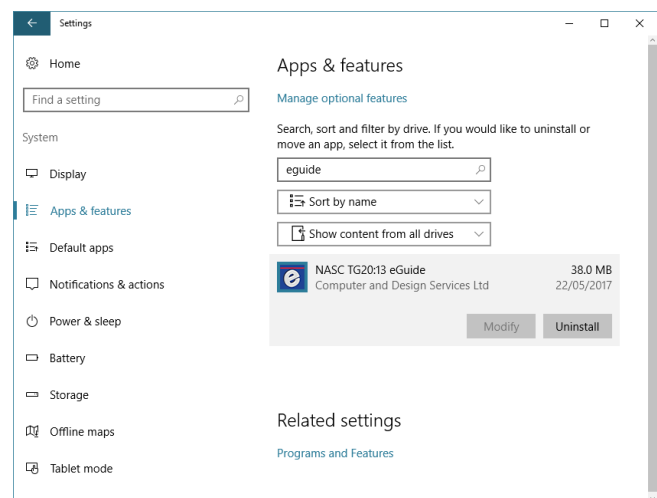 Settings
Home
Find a setting
System
Display
Apps & features
Default apps
Notifications & actions
Power & sleep
Battery
Storage
Offline maps
Tablet mode
Apps & features
Manage optional features
Search, sort and filter by drive. If you would like to uninstall or
move an app, select it from the list.
eguide
Sort by name
Show content from all drives
e
NASC TG20:13 eGuide
38.0 MB
Computer and Design Services Ltd
22/05/2017
Modify
Uninstall
Related settings
Programs and Features